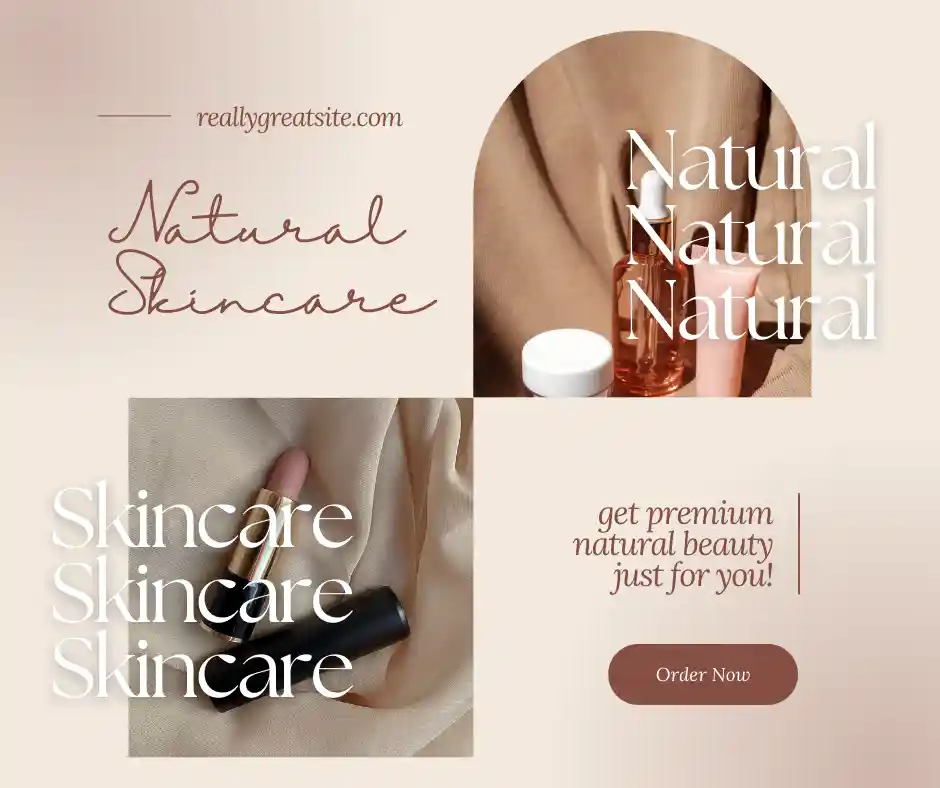 reallygreatsite.com
Natural
Skincare
Natural
Natural
Natural
Skincare
Skincare
Skincare
get premium
natural beauty
just for you!
Order Now